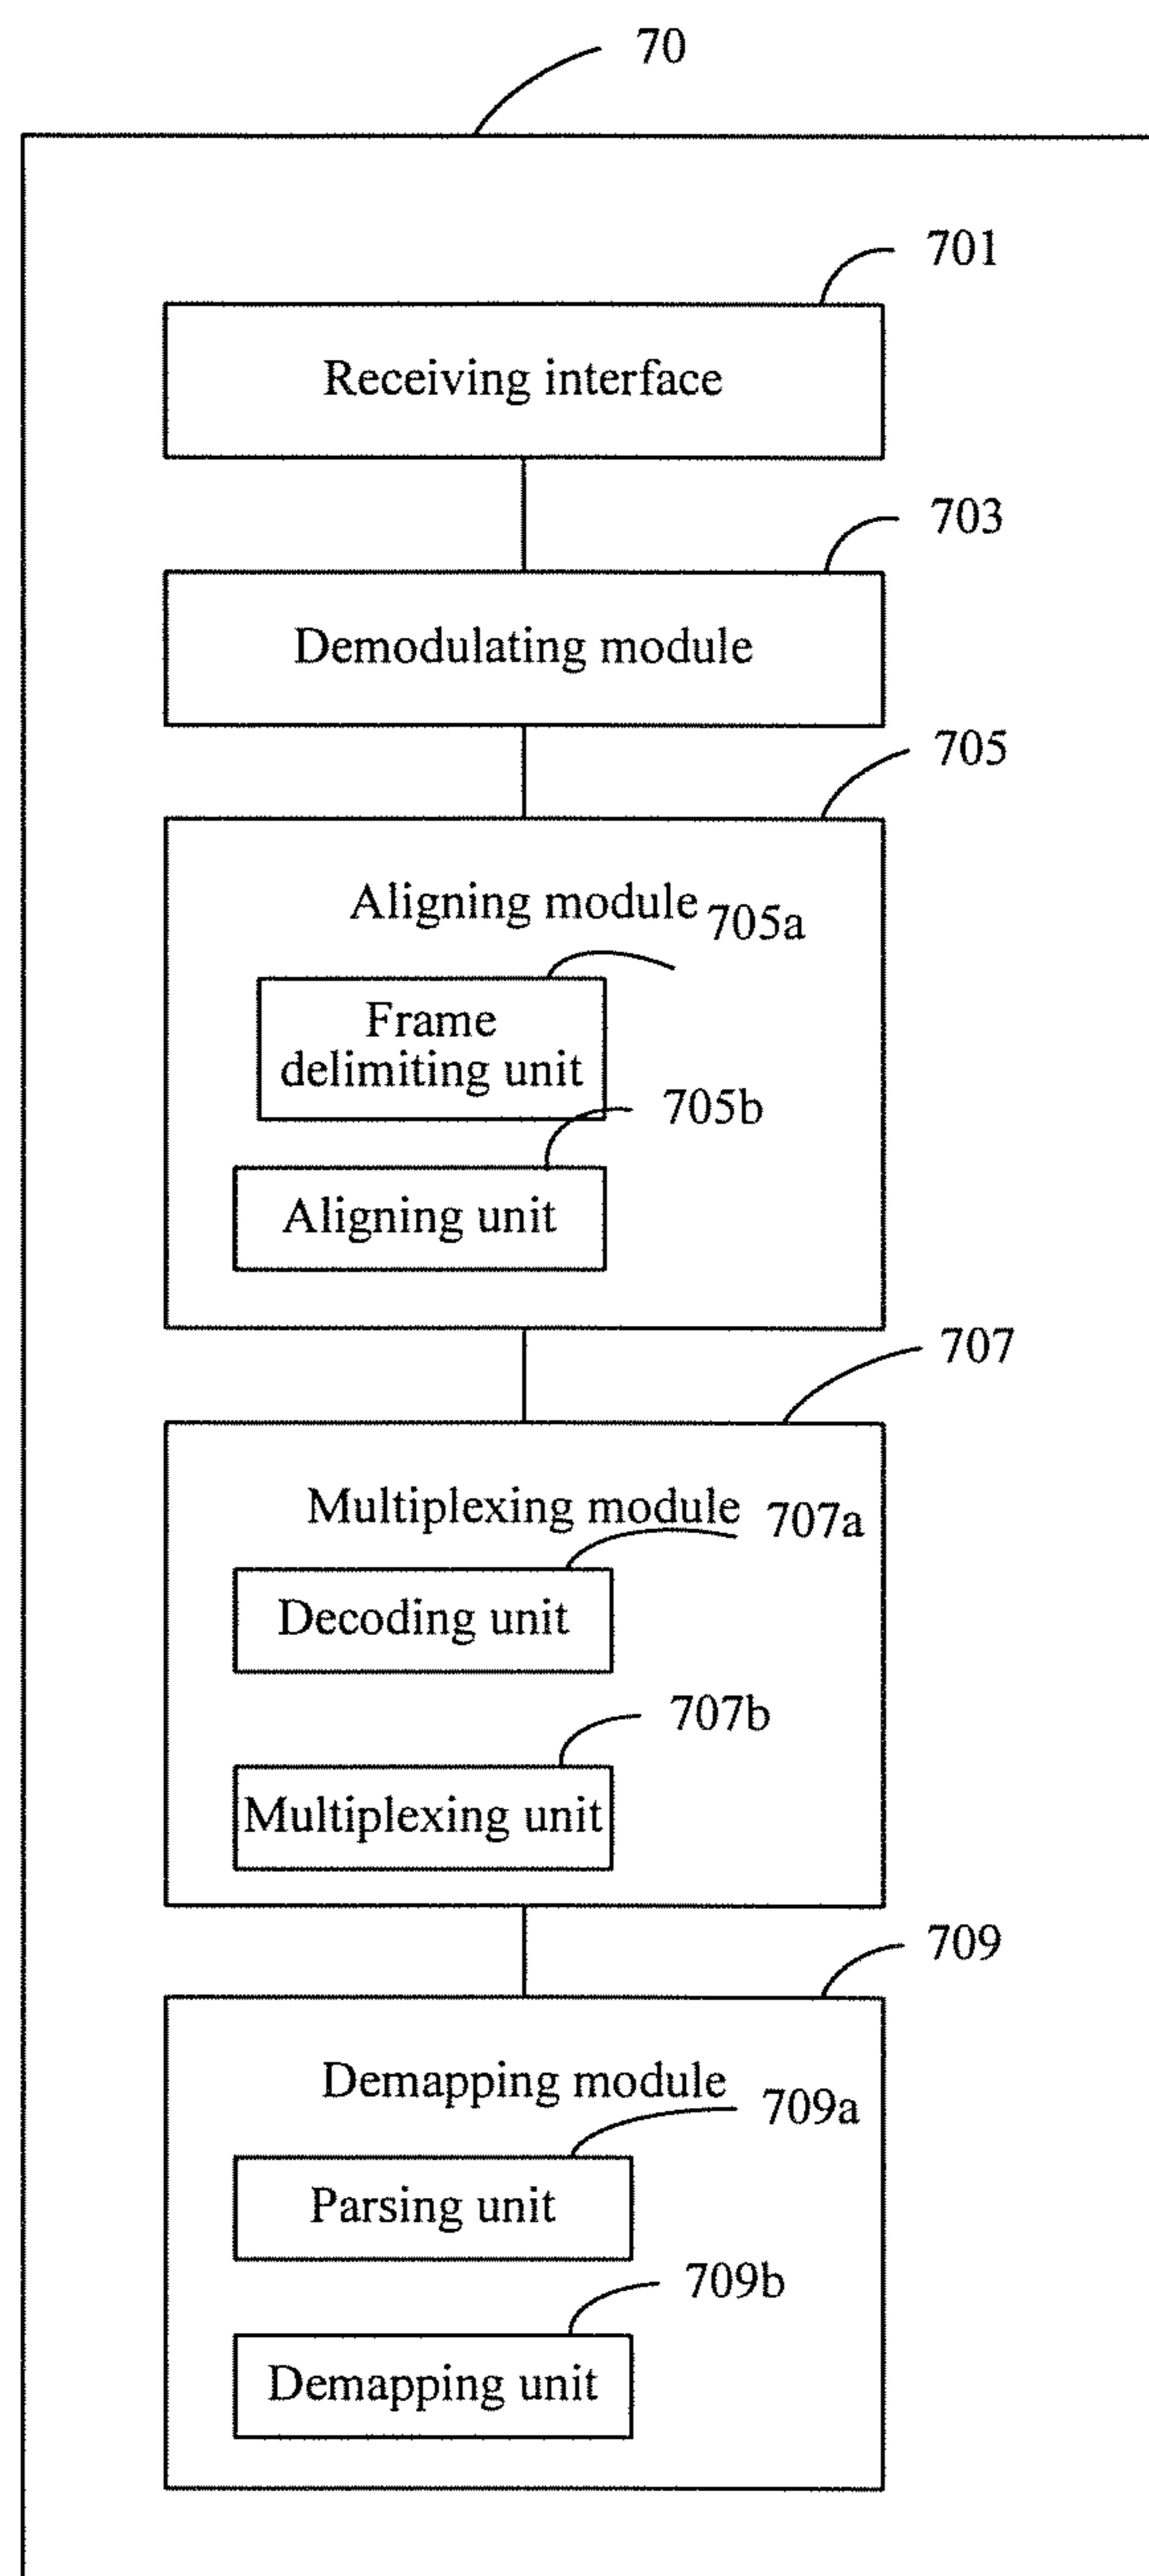 70
701
Receiving interface
703
Demodulating module
705
Aligning module
705a
Frame
delimiting unit
705b
Aligning unit
707
Multiplexing module
707a
Decoding unit
707b
Multiplexing unit
709
Demapping module
709a
Parsing unit
709b
Demapping unit